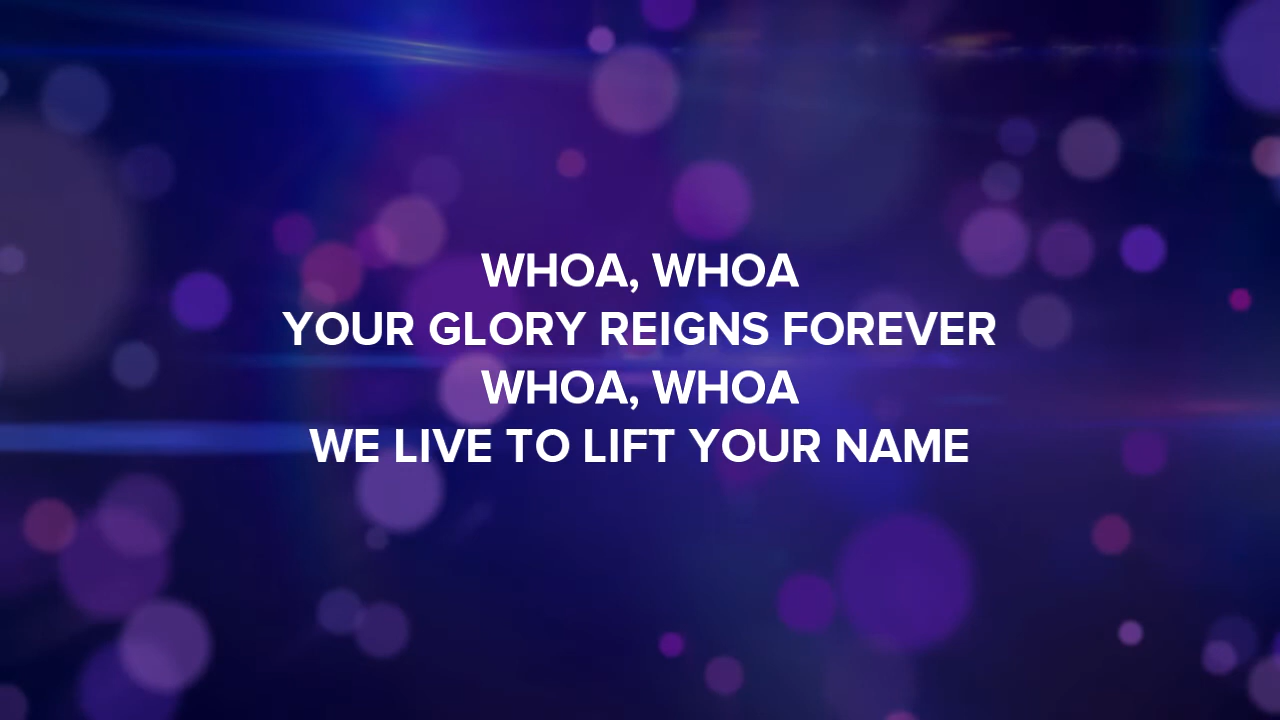 WHOA, WHOA
YOUR GLORY REIGNS FOREVER
WHOA, WHOA
WE LIVE TO LIFT YOUR NAME